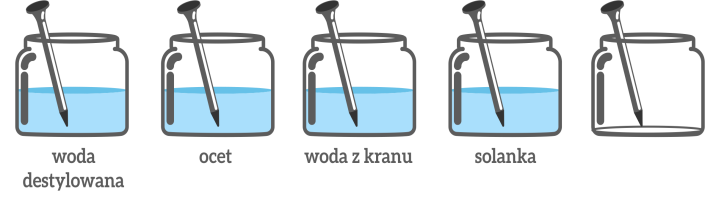 woda
destylowana
ocet
woda z kranu
solanka